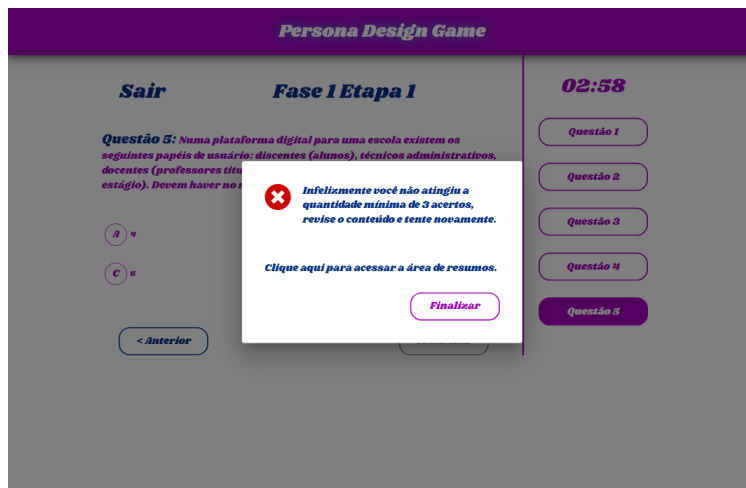 Persona Design Game
Sair
Fase 1 Etapa 1
02:58
Questão 5: Numa plataforma digital para uma escola existem os
seguintes papéis de usuário: discentes (alunos), técnicos administrativos,
docentes (professores
estágio). Devem haver no
A 4
C 6
< Anterior
Infelizmente você não atingiu a
quantidade mínima de 3 acertos,
revise o conteúdo e tente novamente.
Clique aqui para acessar a área de resumos.
Finalizar
Questão 1
Questão 2
Questão 3
Questão 4
Questão 5